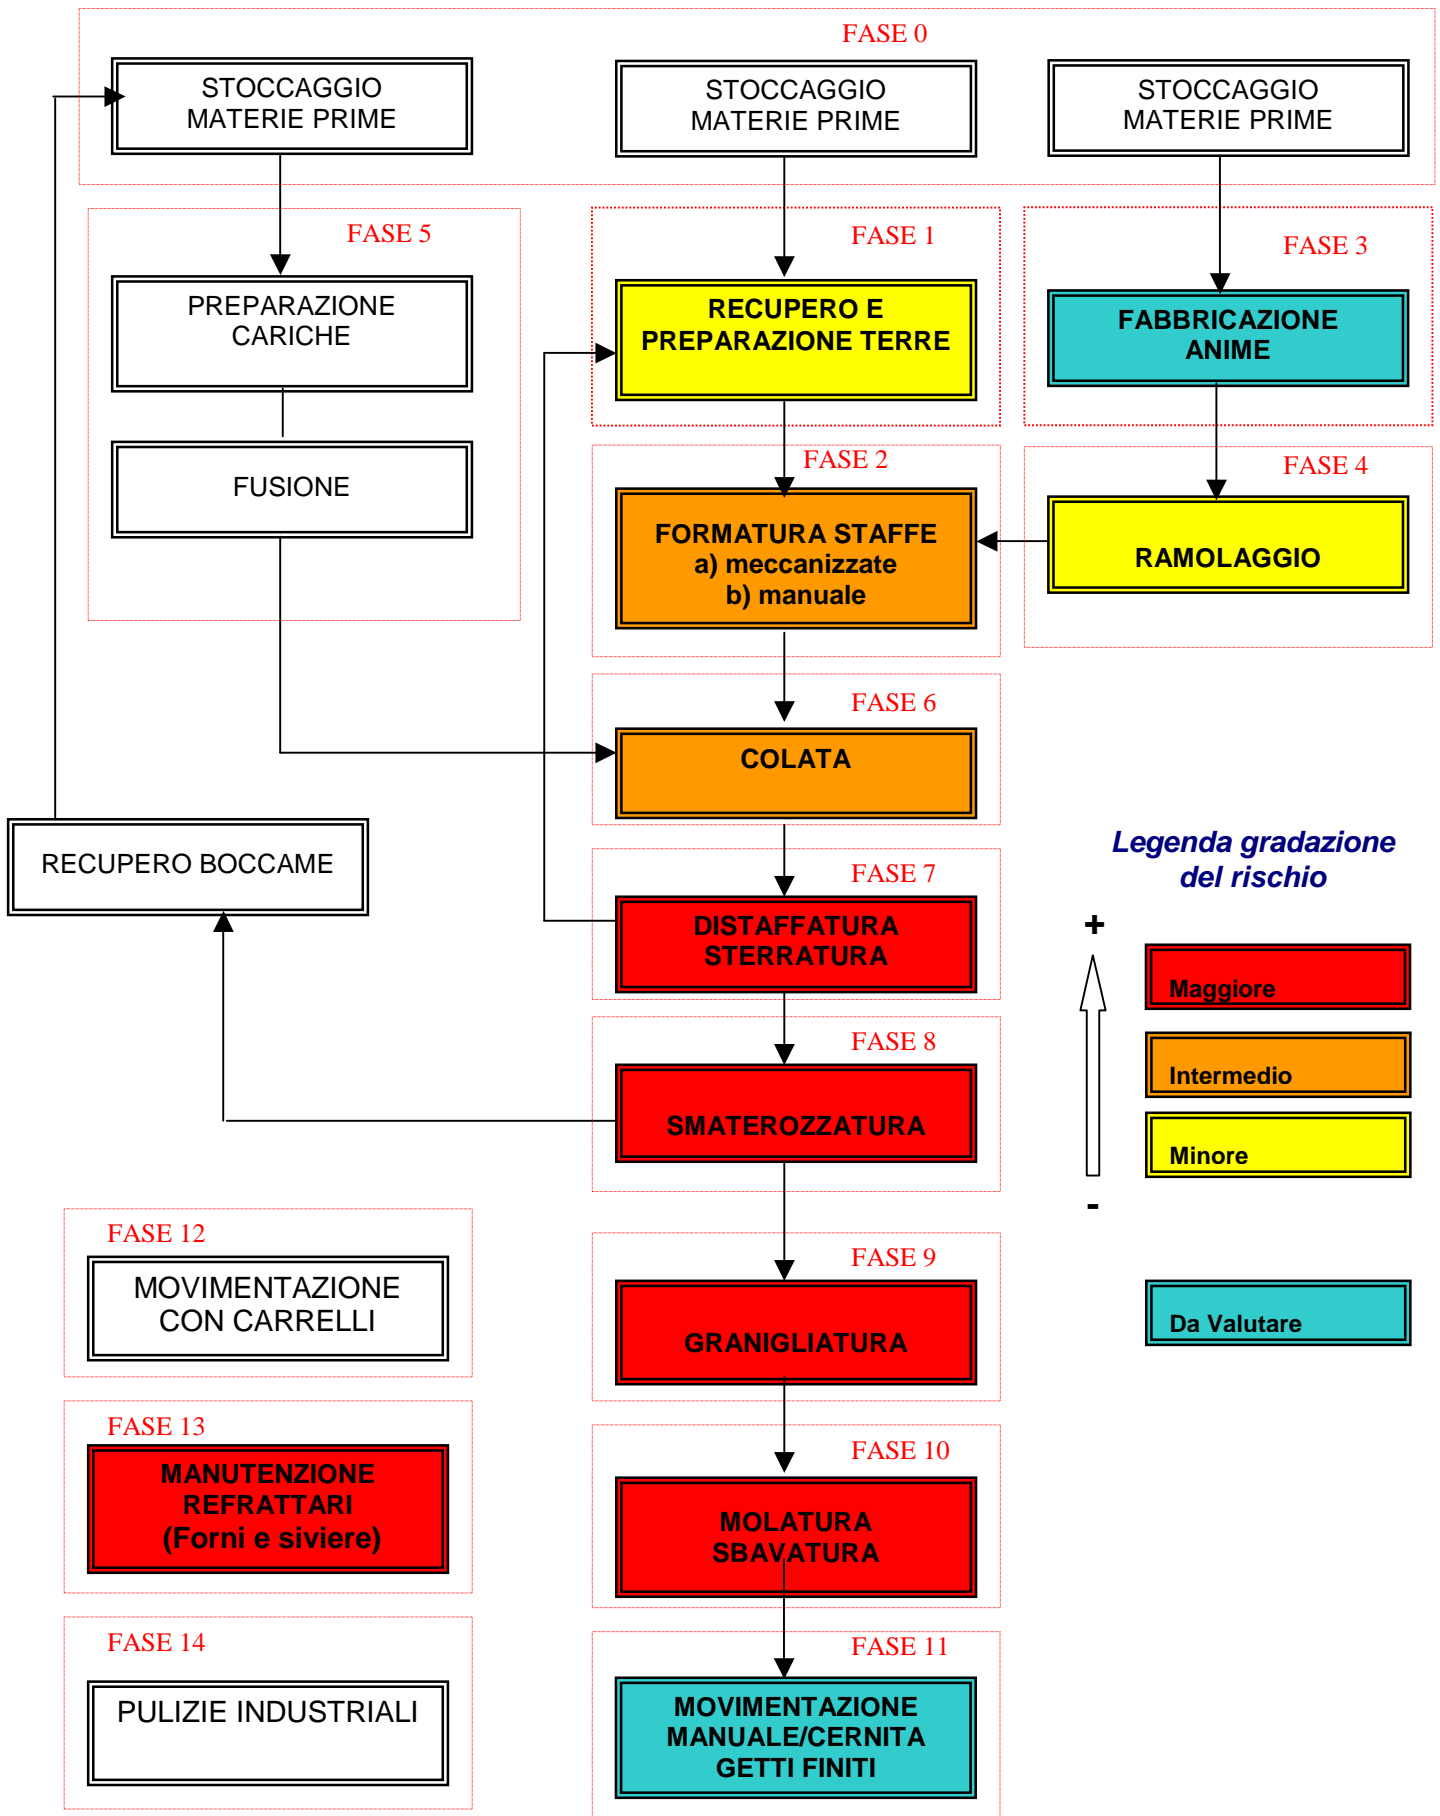 FASE 0
STOCCAGGIO
MATERIE PRIME
STOCCAGGIO
MATERIE PRIME
STOCCAGGIO
MATERIE PRIME
FASE 5
PREPARAZIONE
CARICHE
FUSIONE
FASE 1
RECUPERO E
PREPARAZIONE TERRE
FASE 3
FABBRICAZIONE
ANIME
FASE 2
FORMATURA STAFFE
a) meccanizzate
b) manuale
FASE 4
RAMOLAGGIO
FASE 6
COLATA
RECUPERO BOCCAME
FASE 7
DISTAFFATURA
STERRATURA
FASE 8
SMATEROZZATURA
Legenda gradazione
del rischio
+
Maggiore
Intermedio
Minore
-
Da Valutare
FASE 12
MOVIMENTAZIONE
CON CARRELLI
FASE 9
GRANIGLIATURA
FASE 13
MANUTENZIONE
REFRATTARI
(Forni e siviere)
FASE 10
MOLATURA
SBAVATURA
FASE 14
PULIZIE INDUSTRIALI
FASE 11
MOVIMENTAZIONE
MANUALE/CERNITA
GETTI FINITI